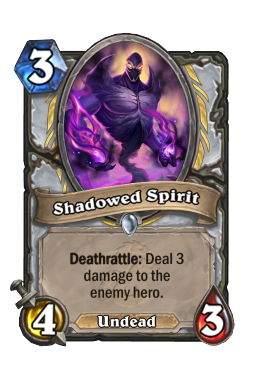 3
Shadowed Spirit
Deathrattle: Deal 3
damage to the
enemy hero.
4
Undead
3